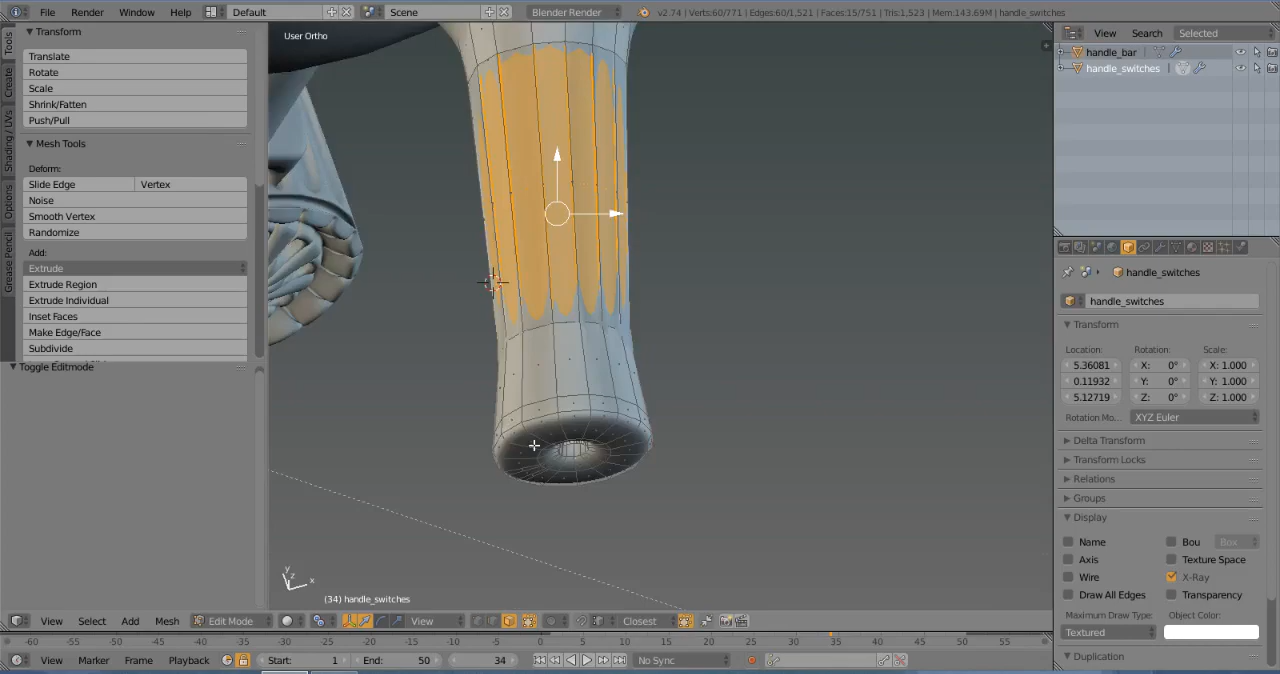 File Render Window Help Default Scene Blender Render v2.74 | Verts:60/771 | Edges:60/1,521 | Faces:15/751 | Tris:1,523 | Mem:143.69M | handle_switches
Tools
Create
Shading / UVs
Options
Grease Pencil
Transform
Translate
Rotate
Scale
Shrink/Fatten
Push/Pull
Mesh Tools
Deform:
Slide Edge Vertex
Noise
Smooth Vertex
Randomize
Add:
Extrude
Extrude Region
Extrude Individual
Inset Faces
Make Edge/Face
Subdivide
Toggle Editmode
User Ortho
y
z
x
(34) handle_switches
View Search Selected
handle_bar
handle_switches
handle_switches
handle_switches
Transform
Location: Rotation: Scale:
5.36081 X: 0° X: 1.000
0.11932 Y: 0° Y: 1.000
5.12719 Z: 0° Z: 1.000
Rotation Mo... XYZ Euler
Delta Transform
Transform Locks
Relations
Groups
Display
Name Bou Box
Axis Texture Space
Wire X-Ray
Draw All Edges Transparency
Maximum Draw Type: Object Color:
Textured
Duplication
View Select Add Mesh Edit Mode View Closest
-60 -55 -50 -45 -40 -35 -30 -25 -20 -15 -10 -5 0 5 10 15 20 25 30 35 40 45 50 55 60
View Marker Frame Playback Start: 1 End: 50 34 No Sync